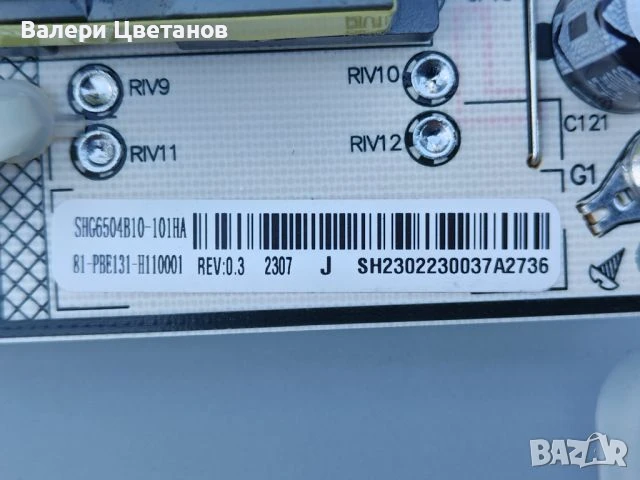 Валери Цветанов
RIV9
RIV10
RIV11
RIV12
C121
G1
SHG6504B10-101HA
81-PBE131-H110001 REV:0.3 2307 J SH2302230037A2736
BAZAR